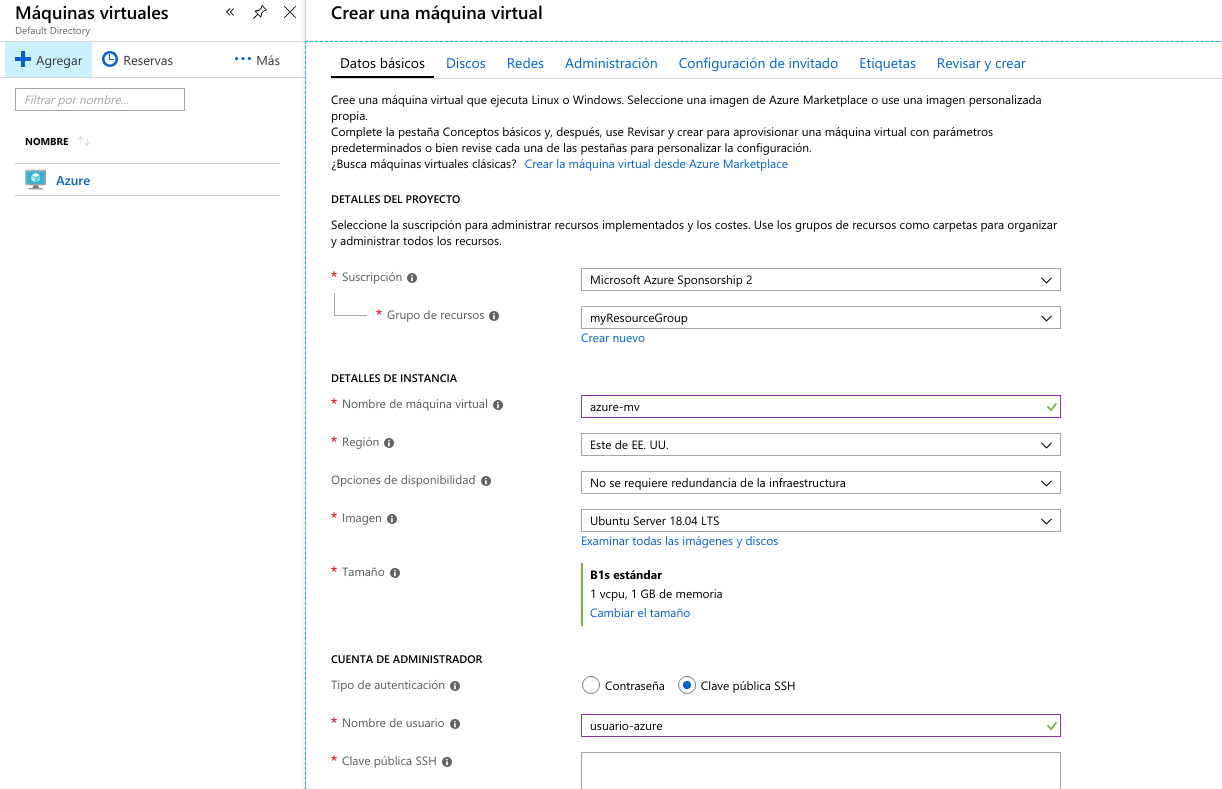 Máquinas virtuales
Default Directory
Agregar
Reservas
Más
Filtrar por nombre...
NOMBRE
Azure
Crear una máquina virtual
Datos básicos
Discos
Redes
Administración
Configuración de invitado
Etiquetas
Revisar y crear
Cree una máquina virtual que ejecuta Linux o Windows. Seleccione una imagen de Azure Marketplace o use una imagen personalizada
propia.
Complete la pestaña Conceptos básicos y, después, use Revisar y crear para aprovisionar una máquina virtual con parámetros
predeterminados o bien revise cada una de las pestañas para personalizar la configuración.
¿Busca máquinas virtuales clásicas? Crear la máquina virtual desde Azure Marketplace
DETALLES DEL PROYECTO
Seleccione la suscripción para administrar recursos implementados y los costes. Use los grupos de recursos como carpetas para organizar
y administrar todos los recursos.
* Suscripción
Microsoft Azure Sponsorship 2
* Grupo de recursos
myResourceGroup
Crear nuevo
DETALLES DE INSTANCIA
* Nombre de máquina virtual
azure-mv
* Región
Este de EE. UU.
Opciones de disponibilidad
No se requiere redundancia de la infraestructura
* Imagen
Ubuntu Server 18.04 LTS
Examinar todas las imágenes y discos
* Tamaño
B1s estándar
1 vcpu, 1 GB de memoria
Cambiar el tamaño
CUENTA DE ADMINISTRADOR
Tipo de autenticación
Contraseña
Clave pública SSH
* Nombre de usuario
usuario-azure
* Clave pública SSH